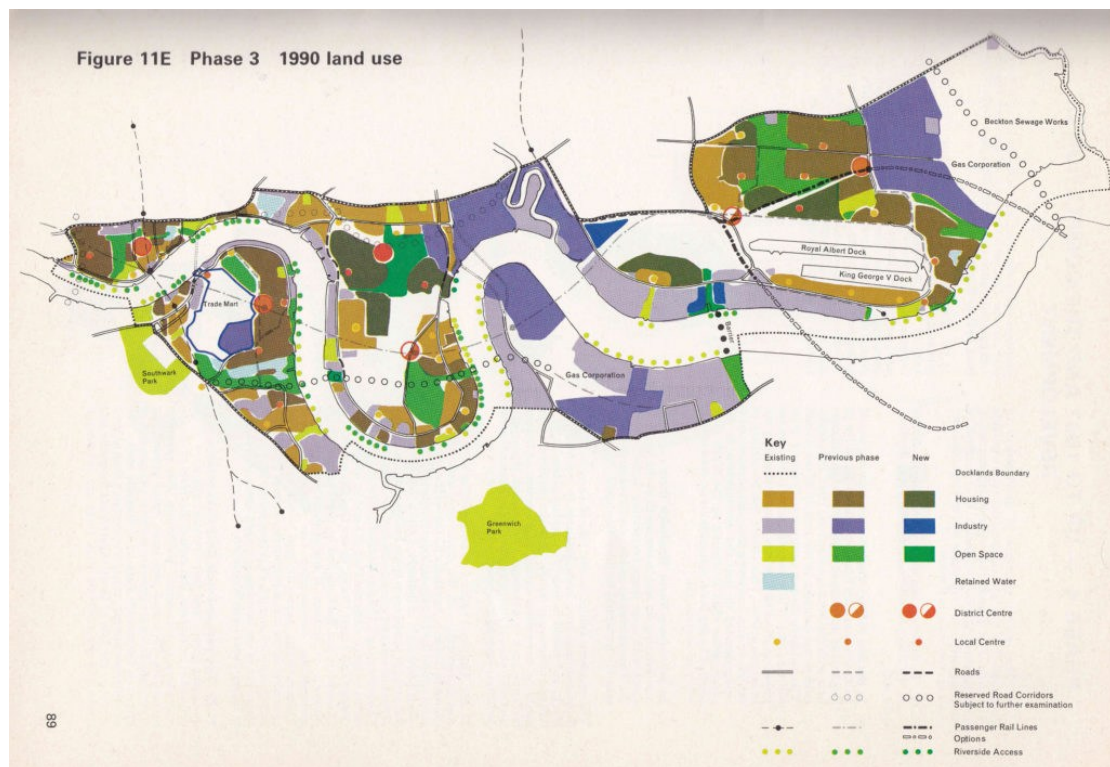 Figure 11E Phase 3 1990 land use
Beckton Sewage Works
Gas Corporation
Royal Albert Dock
King George V Dock
Trade Mart
Barrier
Southwark
Park
Gas Corporation
Greenwich
Park
Key
Existing Previous phase New
Docklands Boundary
Housing
Industry
Open Space
Retained Water
District Centre
Local Centre
Roads
Reserved Road Corridors
Subject to further examination
Passenger Rail Lines
Options
Riverside Access
89